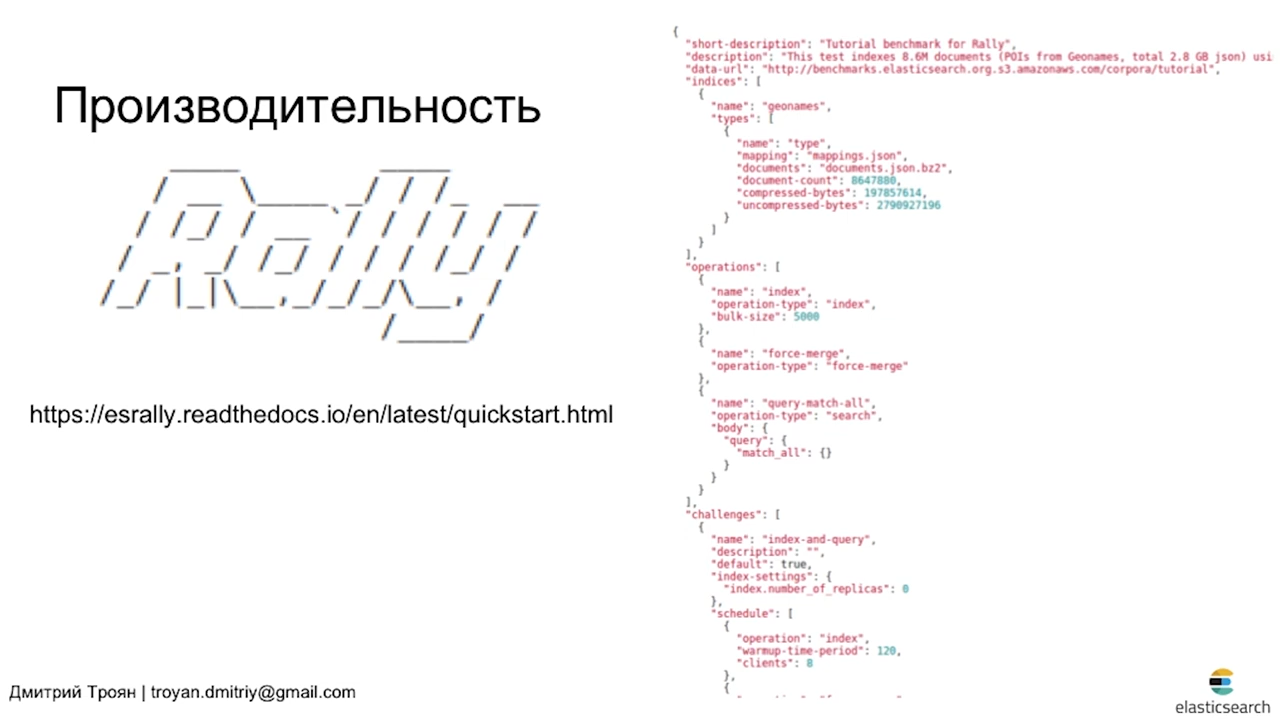 Производительность
Rally
https://esrally.readthedocs.io/en/latest/quickstart.html
{
"short-description": "Tutorial benchmark for Rally",
"description": "This test indexes 8.6M documents (POIs from Geonames, total 2.8 GB json) usi
"data-url": "http://benchmarks.elasticsearch.org.s3.amazonaws.com/corpora/tutorial",
"indices": [
{
"name": "geonames",
"types": [
{
"name": "type",
"mapping": "mappings.json",
"documents": "documents.json.bz2",
"document-count": 8647880,
"compressed-bytes": 197857614,
"uncompressed-bytes": 2790927196
}
]
}
],
"operations": [
{
"name": "index",
"operation-type": "index",
"bulk-size": 5000
},
{
"name": "force-merge",
"operation-type": "force-merge"
},
{
"name": "query-match-all",
"operation-type": "search",
"body": {
"query": {
"match_all": {}
}
}
}
],
"challenges": [
{
"name": "index-and-query",
"description": "",
"default": true,
"index-settings": {
"index.number_of_replicas": 0
},
"schedule": [
{
"operation": "index",
"warmup-time-period": 120,
"clients": 8
},
{
Дмитрий Троян | troyan.dmitriy@gmail.com
elasticsearch